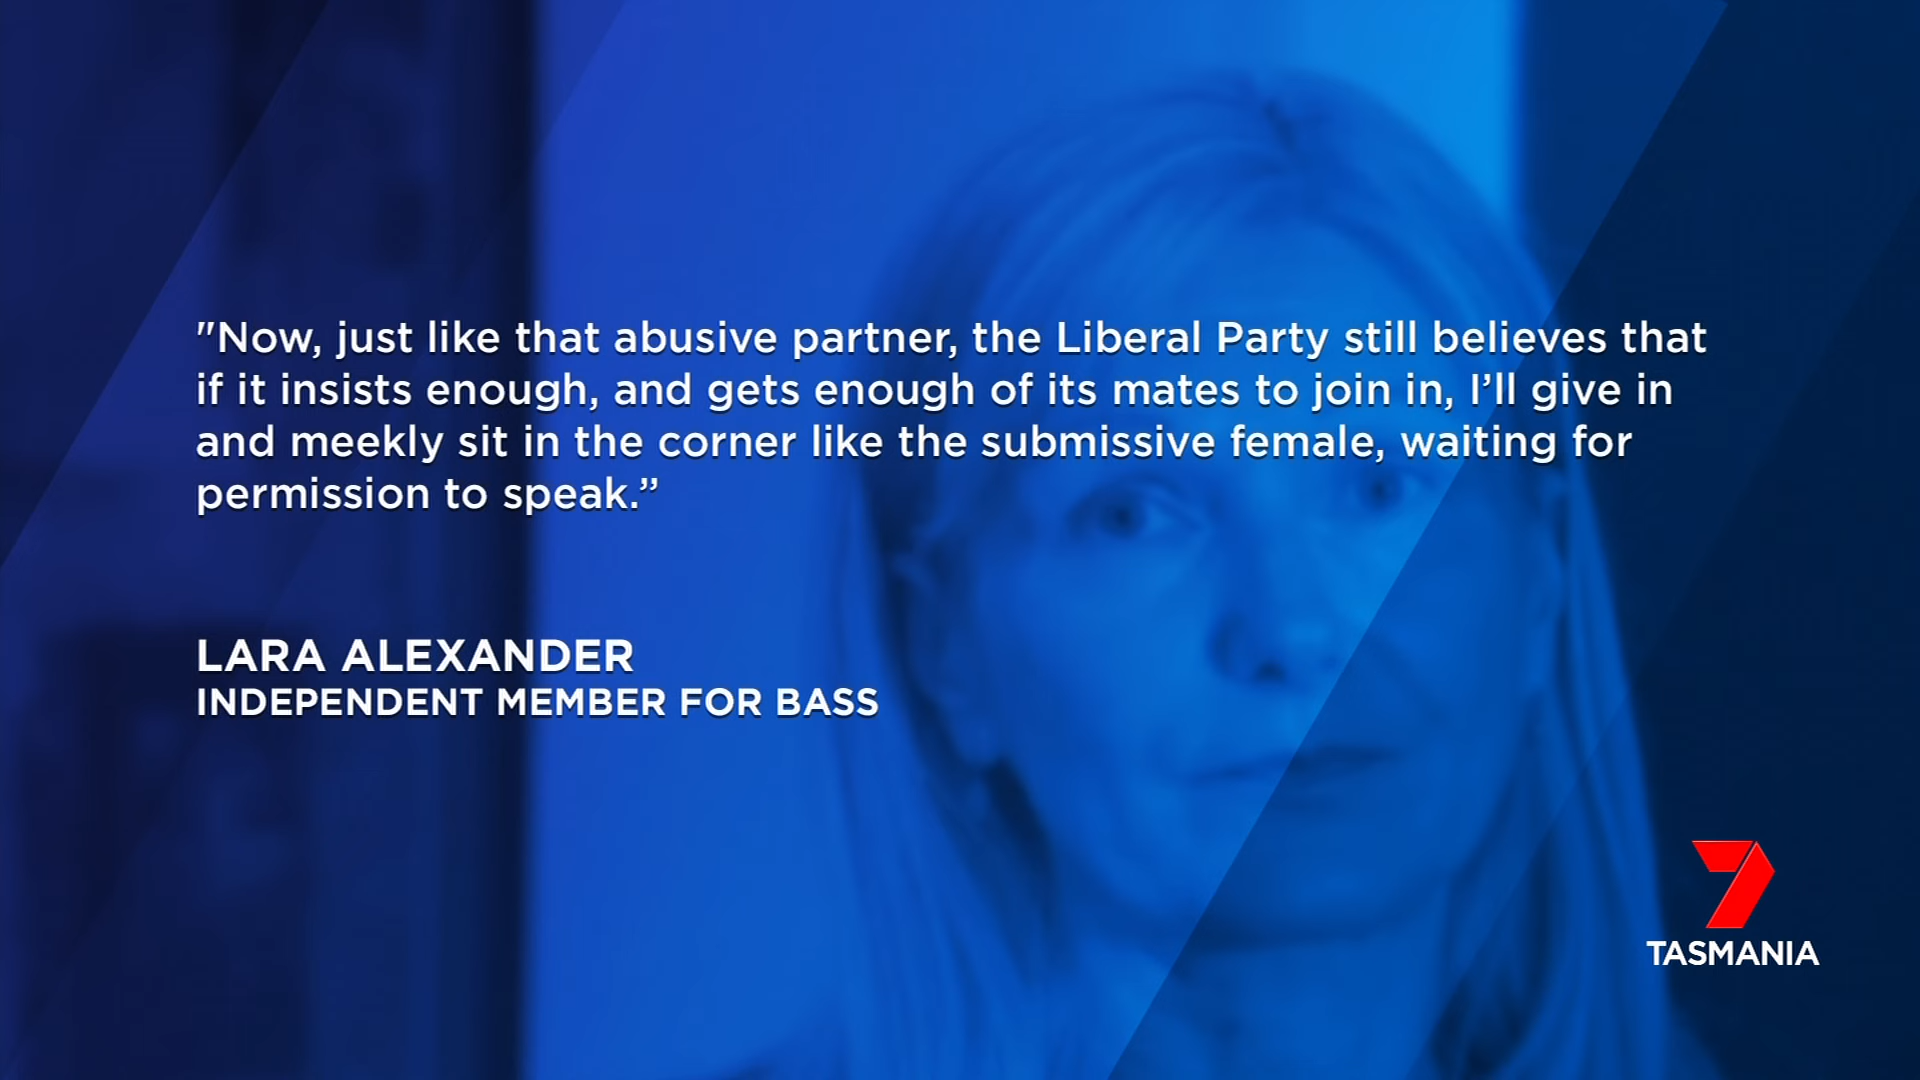 "Now, just like that abusive partner, the Liberal Party still believes that
if it insists enough, and gets enough of its mates to join in, I’ll give in
and meekly sit in the corner like the submissive female, waiting for
permission to speak.”
LARA ALEXANDER
INDEPENDENT MEMBER FOR BASS
7
TASMANIA